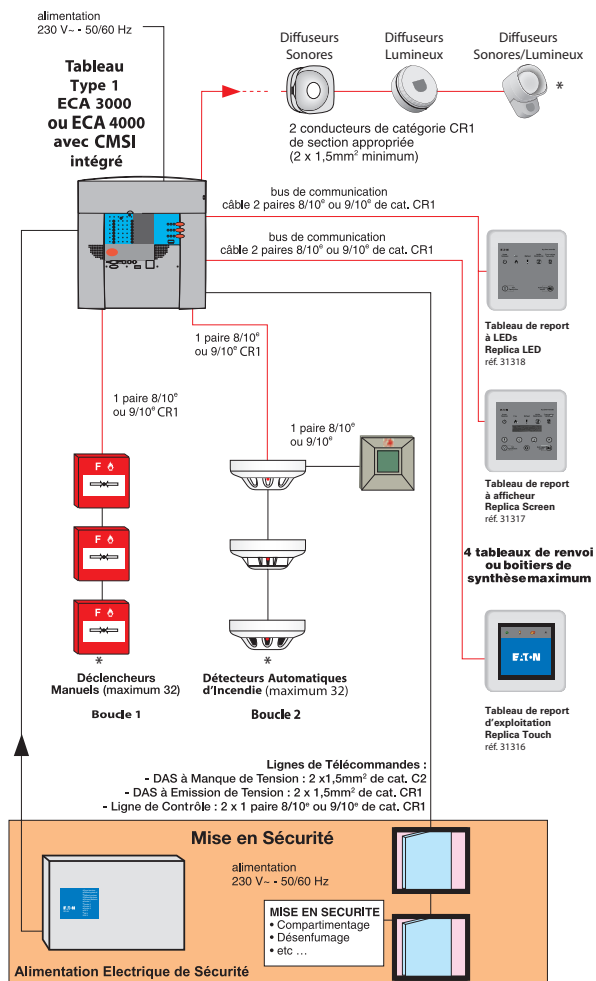 alimentation
230 V~ - 50/60 Hz
Tableau
Type 1
ECA 3000
ou ECA 4000
avec CMSI
intégré
Diffuseurs
Sonores
Diffuseurs
Lumineux
Diffuseurs
Sonores/Lumineux
*
2 conducteurs de catégorie CR1
de section appropriée
(2 x 1,5mm² minimum)
bus de communication
câble 2 paires 8/10e ou 9/10e de cat. CR1
bus de communication
câble 2 paires 8/10e ou 9/10e de cat. CR1
Tableau de report
à LEDs
Replica LED
réf. 31318
1 paire 8/10e
ou 9/10e CR1
1 paire 8/10e
ou 9/10e CR1
1 paire 8/10e
ou 9/10e
F
F
F
*
Déclencheurs
Manuels (maximum 32)
Boucle 1
*
Détecteurs Automatiques
d'Incendie (maximum 32)
Boucle 2
Tableau de report
à afficheur
Replica Screen
réf. 31317
4 tableaux de renvoi
ou boitiers de
synthèse maximum
EATON
Tableau de report
d'exploitation
Replica Touch
réf. 31316
Lignes de Télécommandes :
- DAS à Manque de Tension : 2 x1,5mm² de cat. C2
- DAS à Emission de Tension : 2 x 1,5mm² de cat. CR1
- Ligne de Contrôle : 2 x 1 paire 8/10e ou 9/10e de cat. CR1
Mise en Sécurité
alimentation
230 V~ - 50/60 Hz
MISE EN SECURITE
• Compartimentage
• Désenfumage
• etc ...
Alimentation Electrique de Sécurité